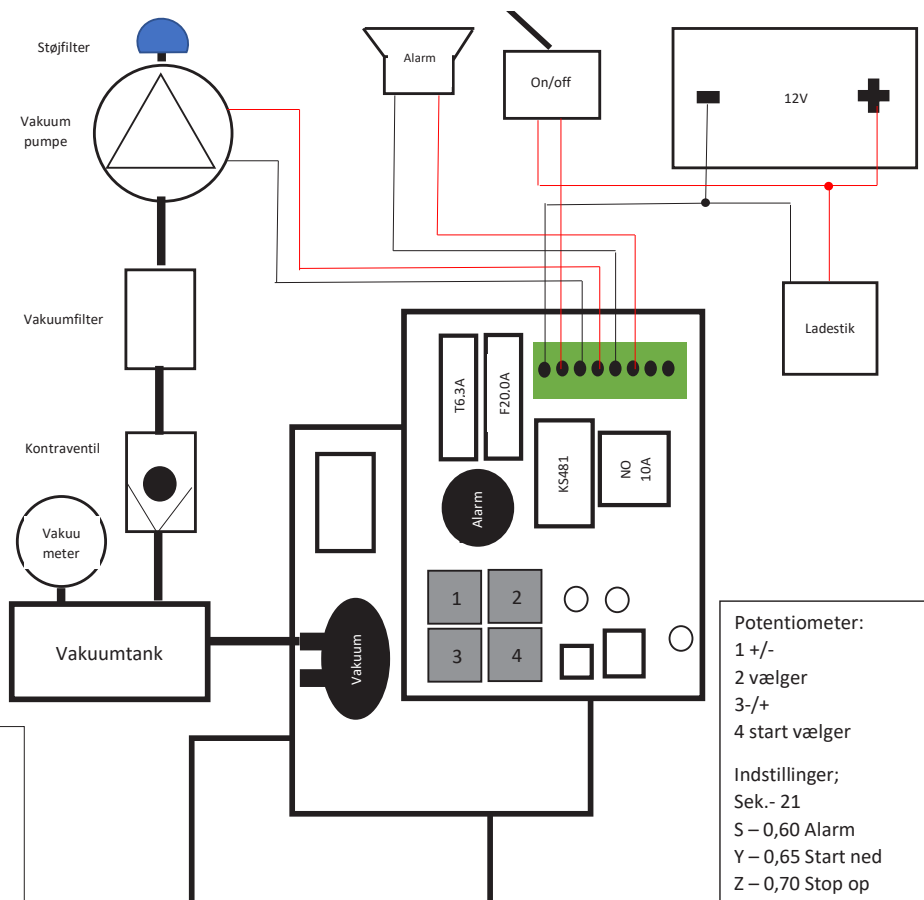 Støjfilter
Alarm
On/off
12V
Vakuum
pumpe
Vakuumfilter
Ladestik
T6.3A
F20.0A
KS481
NO
10A
Kontraventil
Alarm
Vakuu
meter
1
2
3
4
Vakuumtank
Vakuum
Potentiometer:
1 +/-
2 vælger
3-/+
4 start vælger
Indstillinger;
Sek.- 21
S – 0,60 Alarm
Y – 0,65 Start ned
Z – 0,70 Stop op